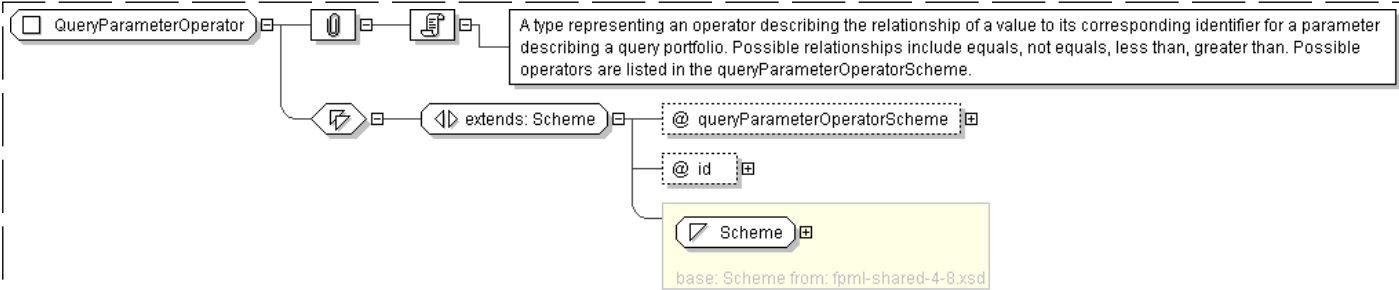 QueryParameterOperator
A type representing an operator describing the relationship of a value to its corresponding identifier for a parameter
describing a query portfolio. Possible relationships include equals, not equals, less than, greater than. Possible
operators are listed in the queryParameterOperatorScheme.
extends: Scheme
@ queryParameterOperatorScheme
@ id
Scheme
base: Scheme from: fpml-shared-4-8.xsd